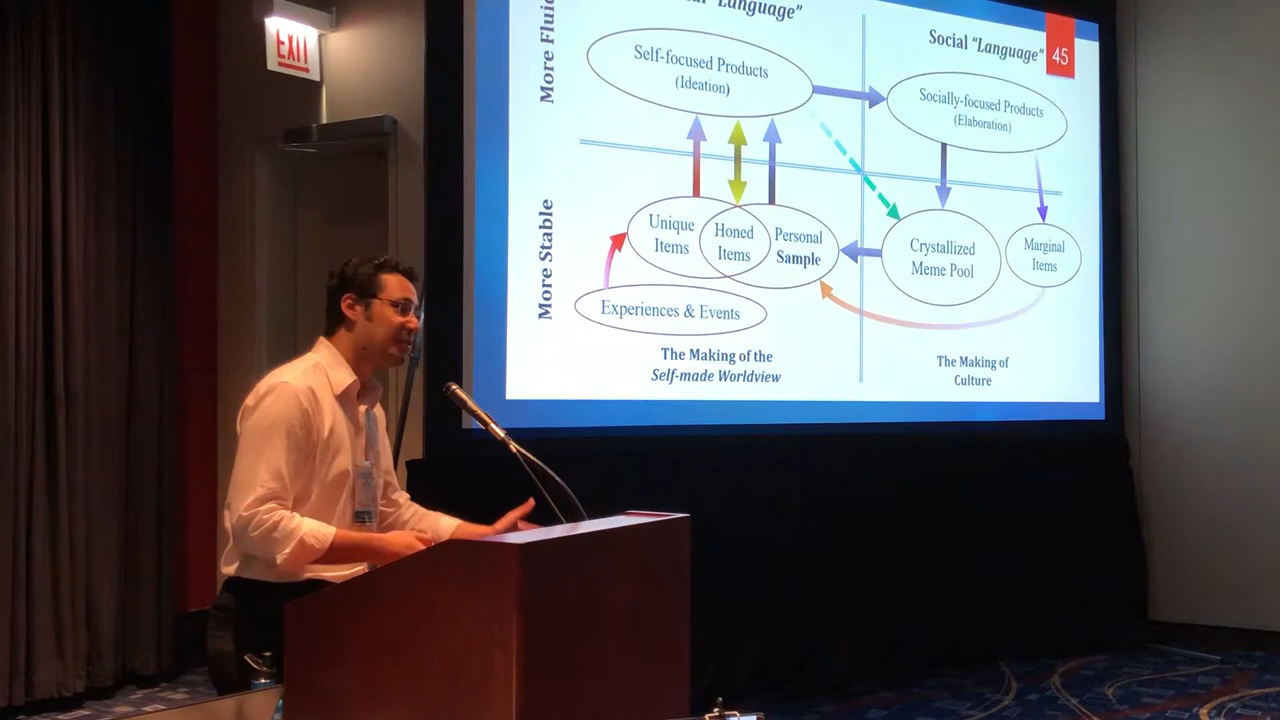 EXIT
"Language"
Social "Language"
45
More Fluid
Self-focused Products
(Ideation)
Socially-focused Products
(Elaboration)
More Stable
Unique
Items
Honed
Items
Personal
Sample
Crystallized
Meme Pool
Marginal
Items
Experiences & Events
The Making of the
Self-made Worldview
The Making of
Culture